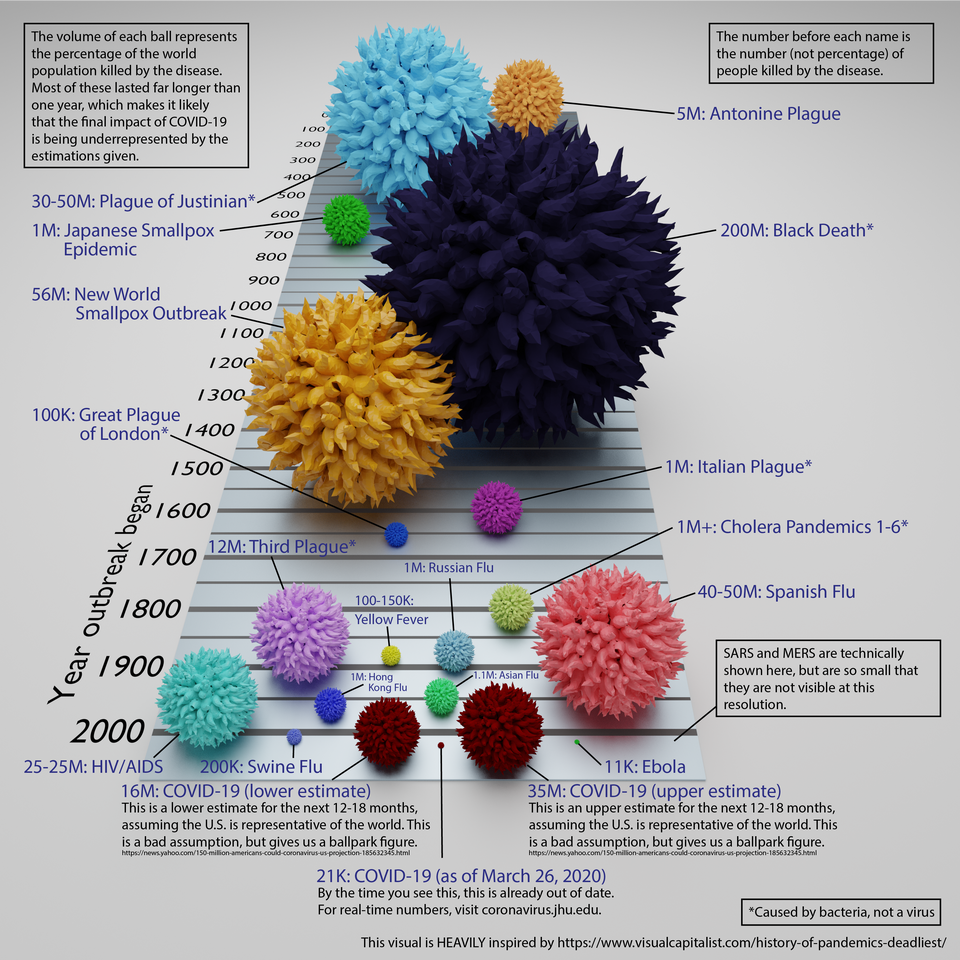 The volume of each ball represents
the percentage of the world
population killed by the disease.
Most of these lasted far longer than
one year, which makes it likely
that the final impact of COVID-19
is being underrepresented by the
estimations given.
The number before each name is
the number (not percentage) of
people killed by the disease.
5M: Antonine Plague
30-50M: Plague of Justinian*
1M: Japanese Smallpox
Epidemic
200M: Black Death*
56M: New World
Smallpox Outbreak
100K: Great Plague
of London*
1M: Italian Plague*
1M+: Cholera Pandemics 1-6*
12M: Third Plague*
1M: Russian Flu
100-150K:
Yellow Fever
40-50M: Spanish Flu
1M: Hong
Kong Flu
1.1M: Asian Flu
SARS and MERS are technically
shown here, but are so small that
they are not visible at this
resolution.
Year outbreak began
0
100
200
300
400
500
600
700
800
900
1000
1100
1200
1300
1400
1500
1600
1700
1800
1900
2000
25-25M: HIV/AIDS
200K: Swine Flu
11K: Ebola
16M: COVID-19 (lower estimate)
This is a lower estimate for the next 12-18 months,
assuming the U.S. is representative of the world. This
is a bad assumption, but gives us a ballpark figure.
https://news.yahoo.com/150-million-americans-could-coronavirus-us-projection-185632345.html
35M: COVID-19 (upper estimate)
This is an upper estimate for the next 12-18 months,
assuming the U.S. is representative of the world. This
is a bad assumption, but gives us a ballpark figure.
https://news.yahoo.com/150-million-americans-could-coronavirus-us-projection-185632345.html
21K: COVID-19 (as of March 26, 2020)
By the time you see this, this is already out of date.
For real-time numbers, visit coronavirus.jhu.edu.
*Caused by bacteria, not a virus
This visual is HEAVILY inspired by https://www.visualcapitalist.com/history-of-pandemics-deadliest/